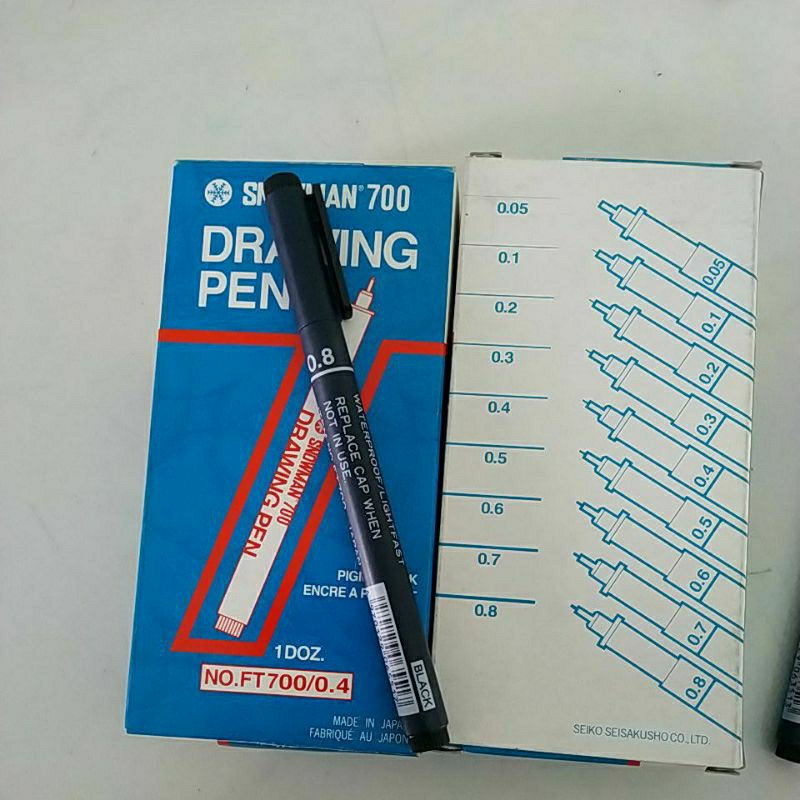 SNOWMAN® 700
DRAWING
PEN
0.8
WATERPROOF/LIGHTFAST
REPLACE CAP WHEN
NOT IN USE.
SNOWMAN 700
DRAWING PEN
ENCRE A
1DOZ.
NO.FT700/0.4
BLACK
MADE IN
FABRIQUÉ AU JAPON
0.05
0.1
0.2
0.3
0.4
0.5
0.6
0.7
0.8
0.05
0.1
0.2
0.3
0.4
0.5
0.6
0.7
0.8
SEIKO SEISAKUSHO CO., LTD.